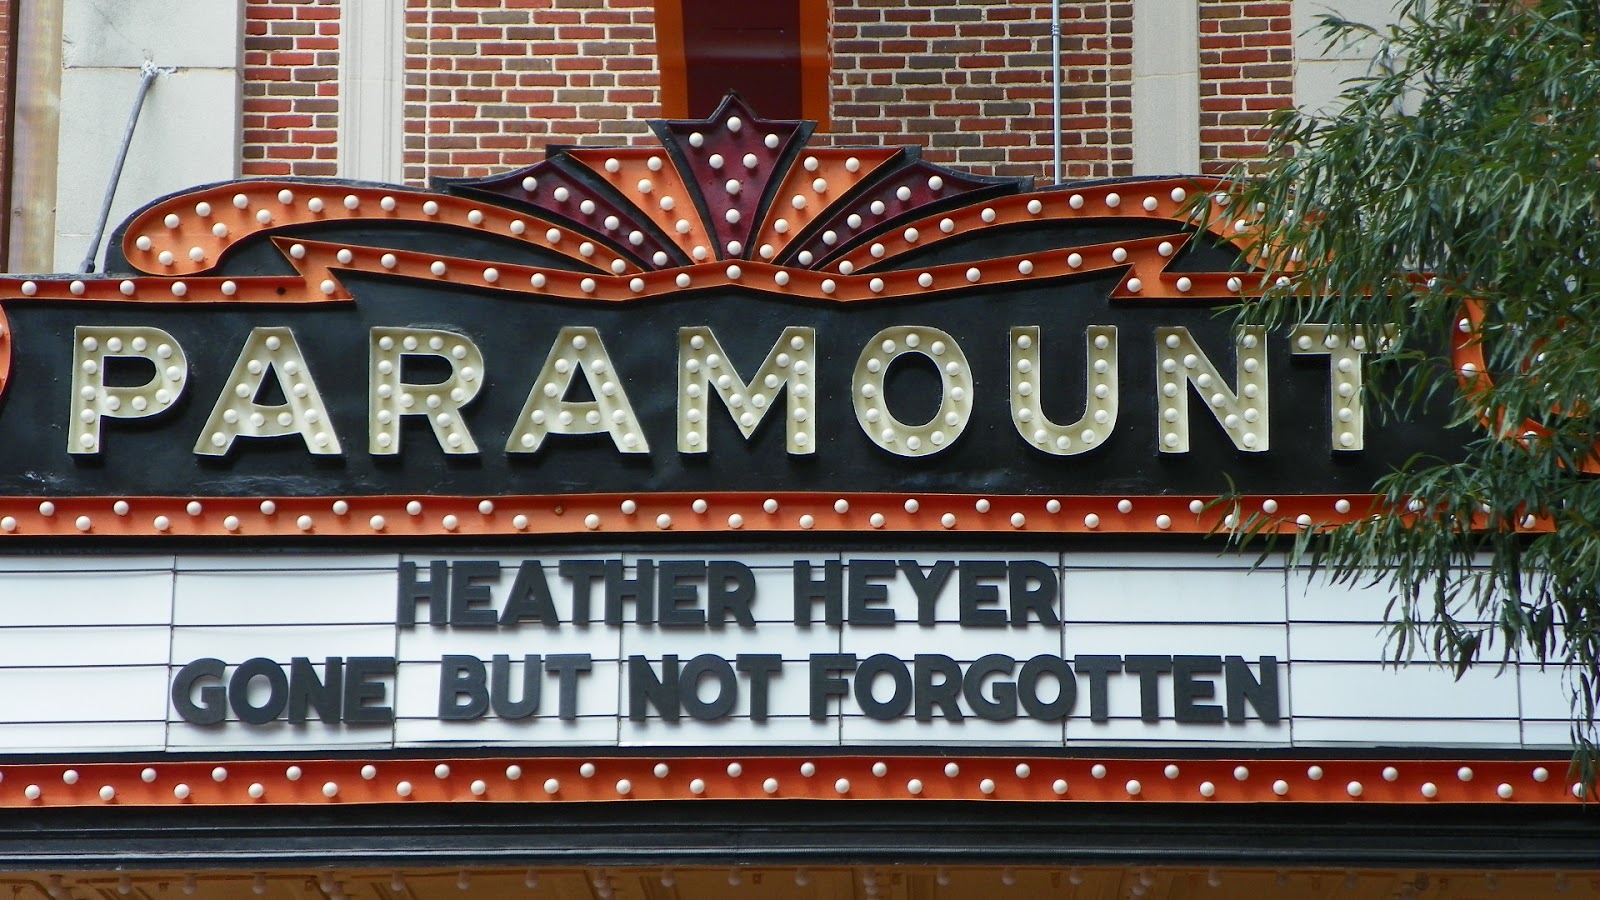 PARAMOUNT
HEATHER HEYER
GONE BUT NOT FORGOTTEN